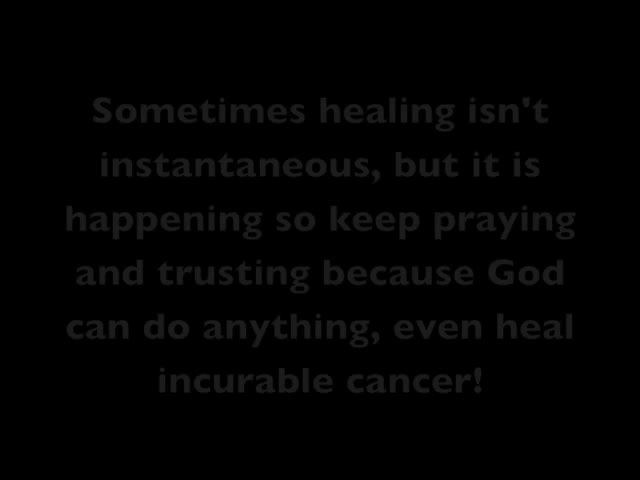 Sometimes healing isn't
instantaneous, but it is
happening so keep praying
and trusting because God
can do anything, even heal
incurable cancer!